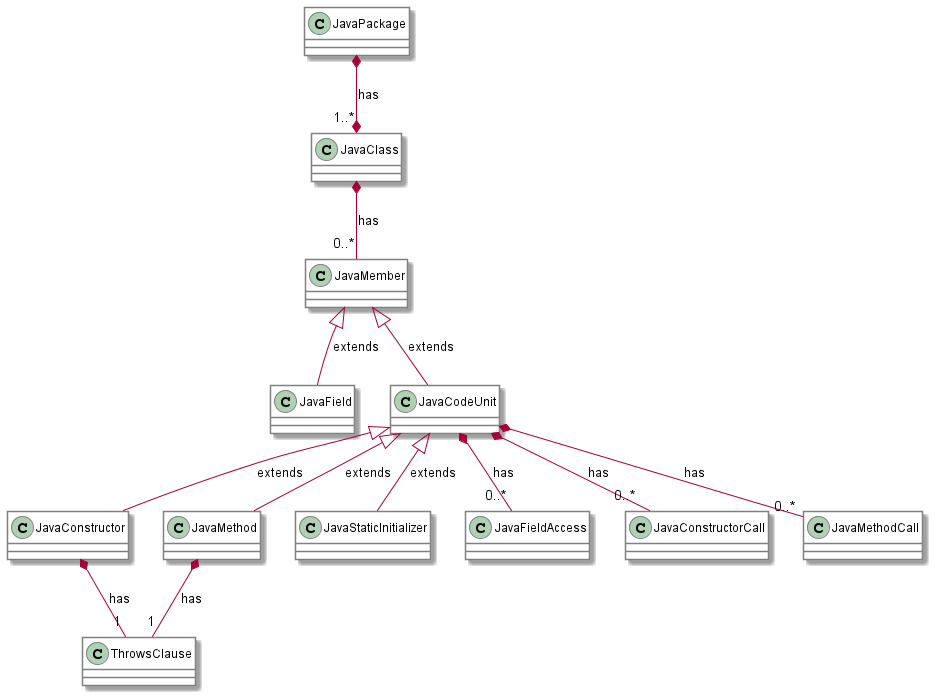 C JavaPackage
has
1..*
C JavaClass
has
0..*
C JavaMember
extends
extends
C JavaField
C JavaCodeUnit
extends
extends
extends
has
has
has
0..*
0..*
0..*
C JavaConstructor
C JavaMethod
C JavaStaticInitializer
C JavaFieldAccess
C JavaConstructorCall
C JavaMethodCall
has
has
1
1
C ThrowsClause